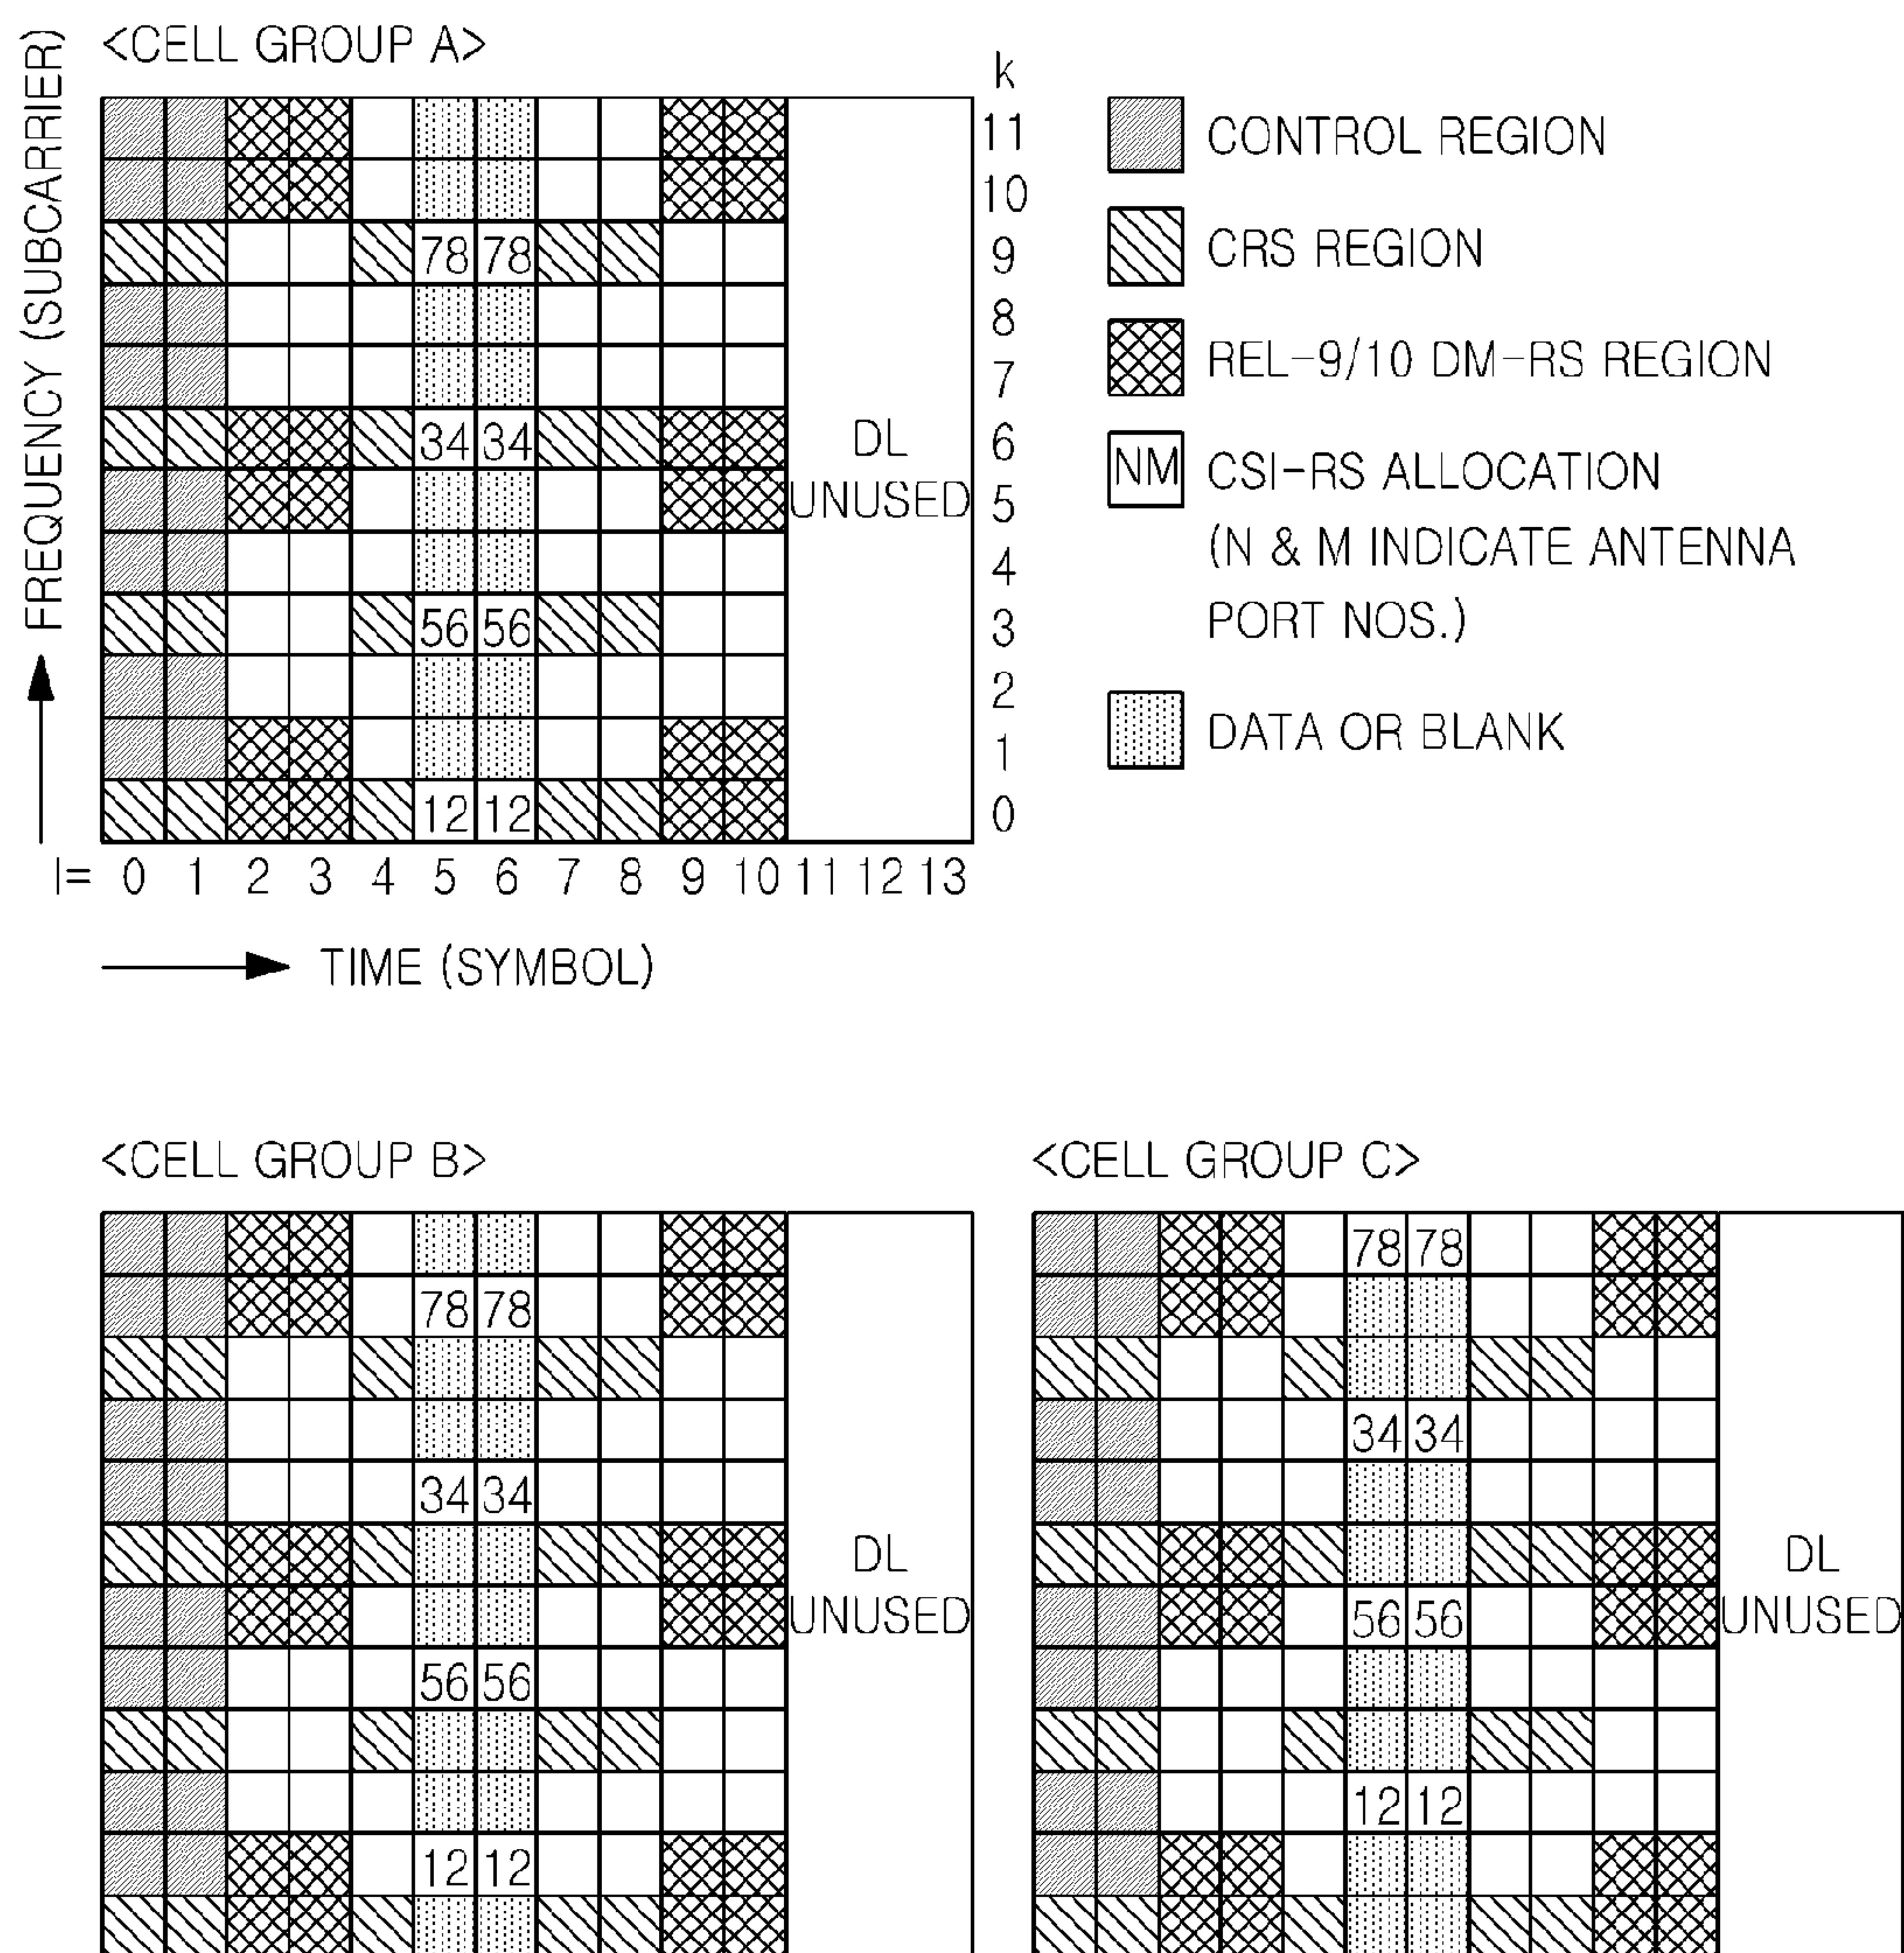 <CELL GROUP A>
FREQUENCY (SUBCARRIER)
k
11
10
78 78 9
8
7
34 34 6
DL
UNUSED
5
4
56 56 3
2
1
12 12 0
l= 0 1 2 3 4 5 6 7 8 9 10 11 12 13
TIME (SYMBOL)
CONTROL REGION
CRS REGION
REL-9/10 DM-RS REGION
NM CSI-RS ALLOCATION
(N & M INDICATE ANTENNA
PORT NOS.)
DATA OR BLANK
<CELL GROUP B>
78 78
34 34
DL
UNUSED
56 56
12 12
<CELL GROUP C>
78 78
34 34
DL
UNUSED
56 56
12 12